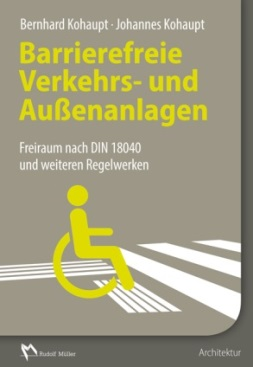 Bernhard Kohaupt · Johannes Kohaupt
Barrierefreie
Verkehrs- und
Außenanlagen
Freiraum nach DIN 18040
und weiteren Regelwerken
Rudolf Müller
Architektur